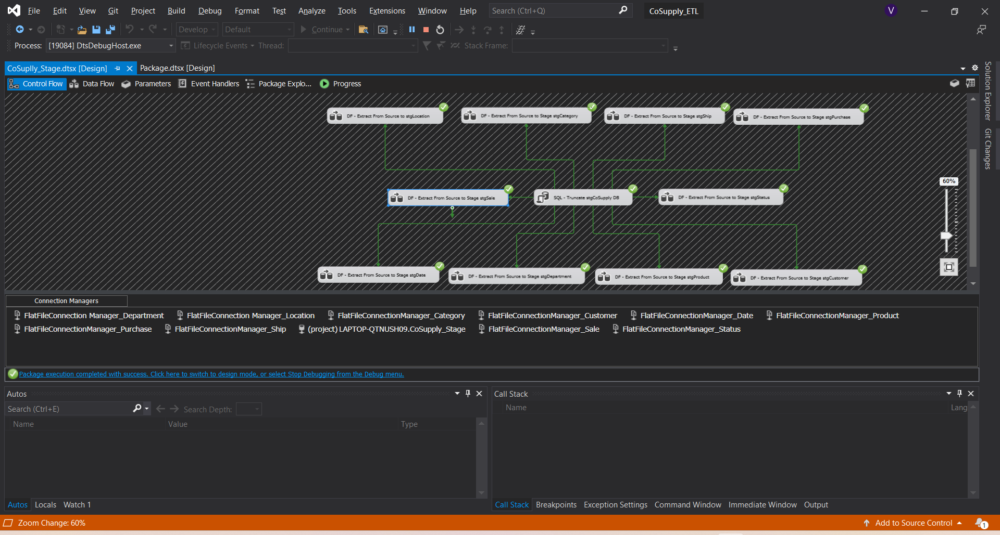 File Edit View Git Project Build Debug Format Test Analyze Tools Extensions Window Help Search (Ctrl+Q) CoSupply_ETL V
Develop Default Continue
Process: [19084] DtsDebugHost.exe Lifecycle Events Thread: Stack Frame:
CoSuplly_Stage.dtsx [Design] Package.dtsx [Design]
Control Flow Data Flow Parameters Event Handlers Package Explo... Progress
Solution Explorer
Git Changes
DF - Extract From Source to stgLocation DF - Extract From Source to Stage stgCategory DF - Extract From Source to Stage stgShip DF - Extract From Source to Stage stgPurchase
60%
DF - Extract From Source to Stage stgSale SQL - Truncate stgCoSupply DB DF - Extract From Source to Stage stgStatus
DF - Extract From Source to Stage stgDate DF - Extract From Source to Stage stgDepartment DF - Extract From Source to Stage stgProduct DF - Extract From Source to Stage stgCustomer
Connection Managers
FlatFileConnection Manager_Department FlatFileConnection Manager_Location FlatFileConnectionManager_Category FlatFileConnectionManager_Customer FlatFileConnectionManager_Date FlatFileConnectionManager_Product
FlatFileConnectionManager_Purchase FlatFileConnectionManager_Ship (project) LAPTOP-QTNUSH09.CoSupply_Stage FlatFileConnectionManager_Sale FlatFileConnectionManager_Status
Package execution completed with success. Click here to switch to design mode, or select Stop Debugging from the Debug menu.
Autos
Search (Ctrl+E) Search Depth:
Name Value Type
Autos Locals Watch 1
Call Stack
Name Lang
Call Stack Breakpoints Exception Settings Command Window Immediate Window Output
Zoom Change: 60% Add to Source Control 1